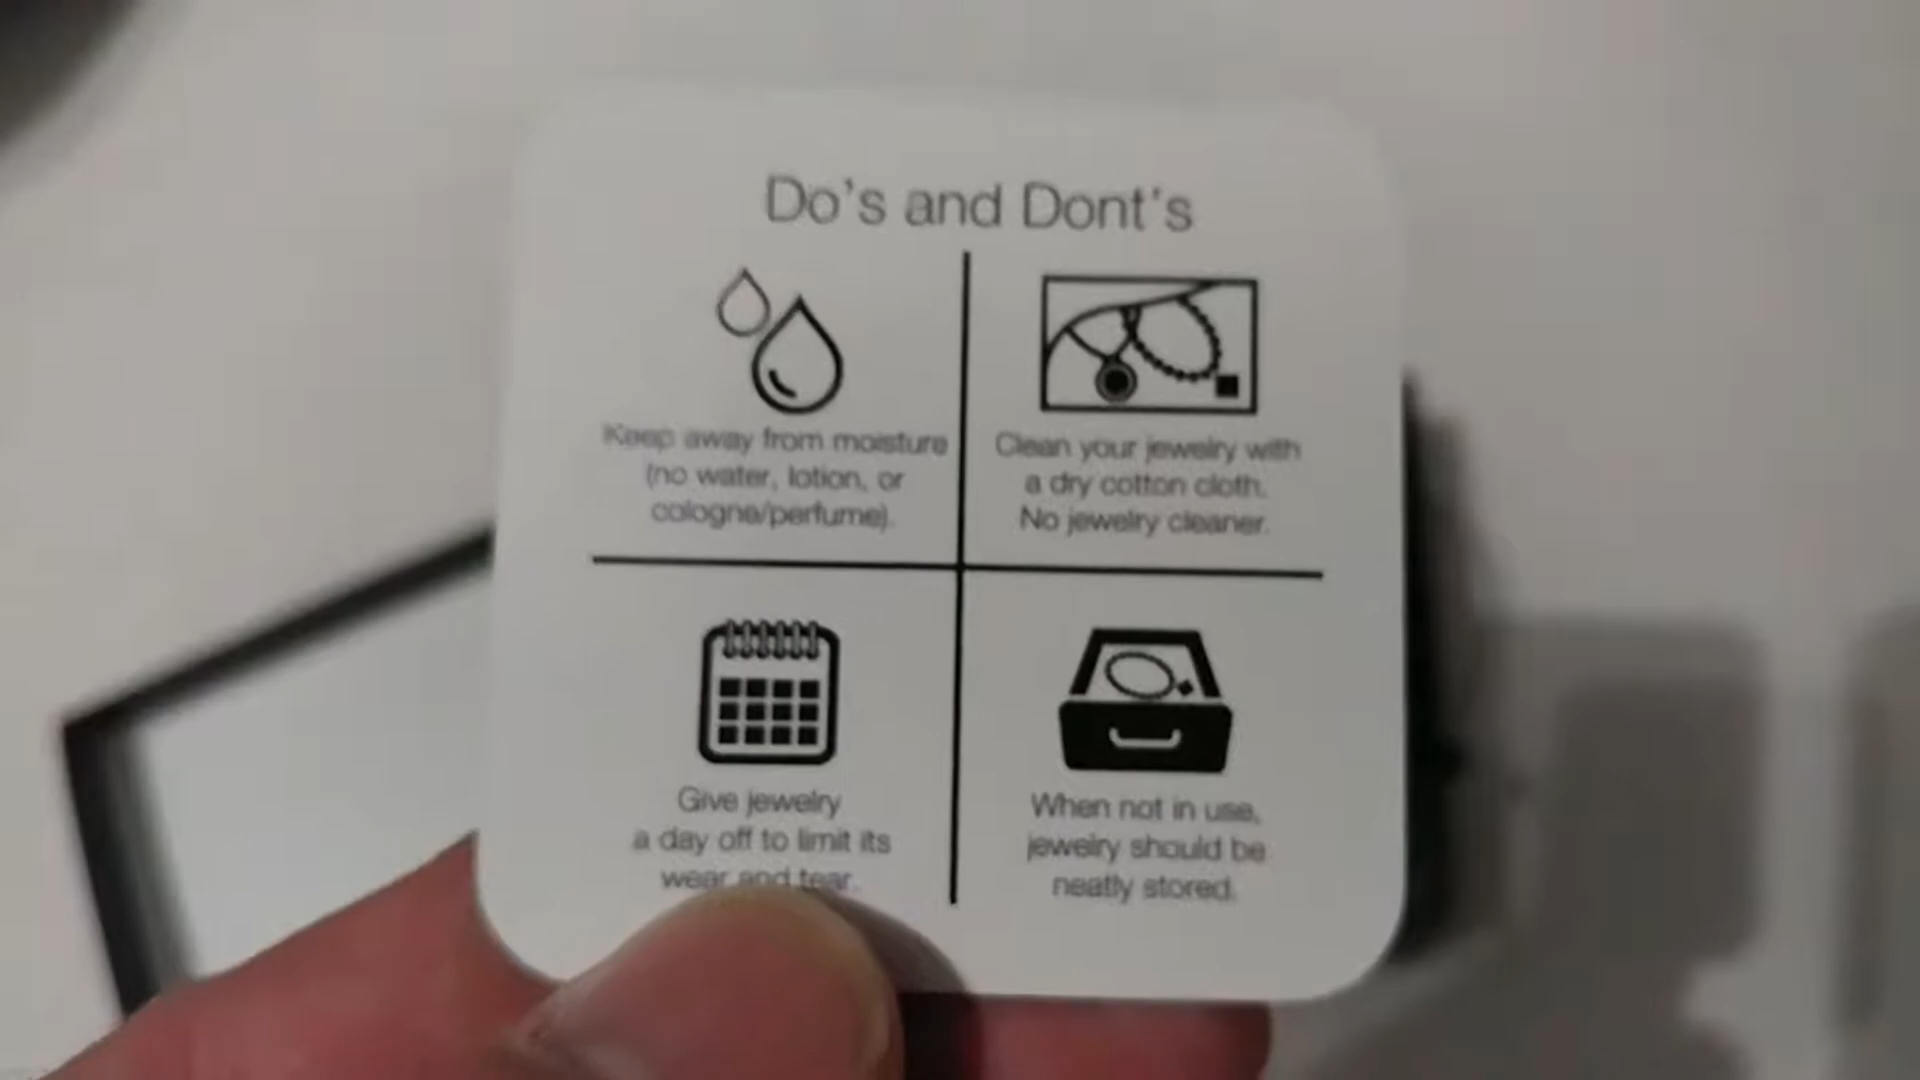 Do's and Dont's
Keep away from moisture
(no water, lotion, or
cologne/perfume).
Clean your jewelry with
a dry cotton cloth.
No jewelry cleaner.
Give jewelry
a day off to limit its
wear and tear.
When not in use,
jewelry should be
neatly stored.